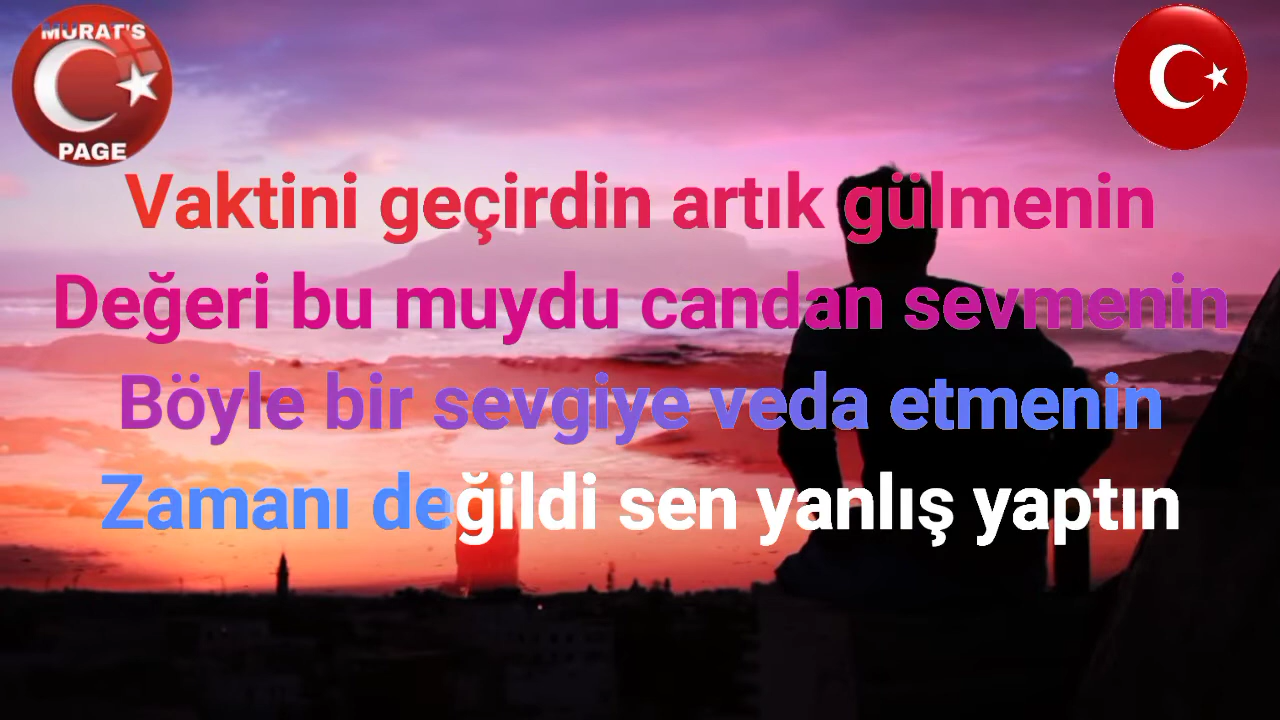 MURAT'S
PAGE
Vaktini geçirdin artık gülmenin
Değeri bu muydu candan sevmenin
Böyle bir sevgiye veda etmenin
Zamanı değildi sen yanlış yaptın